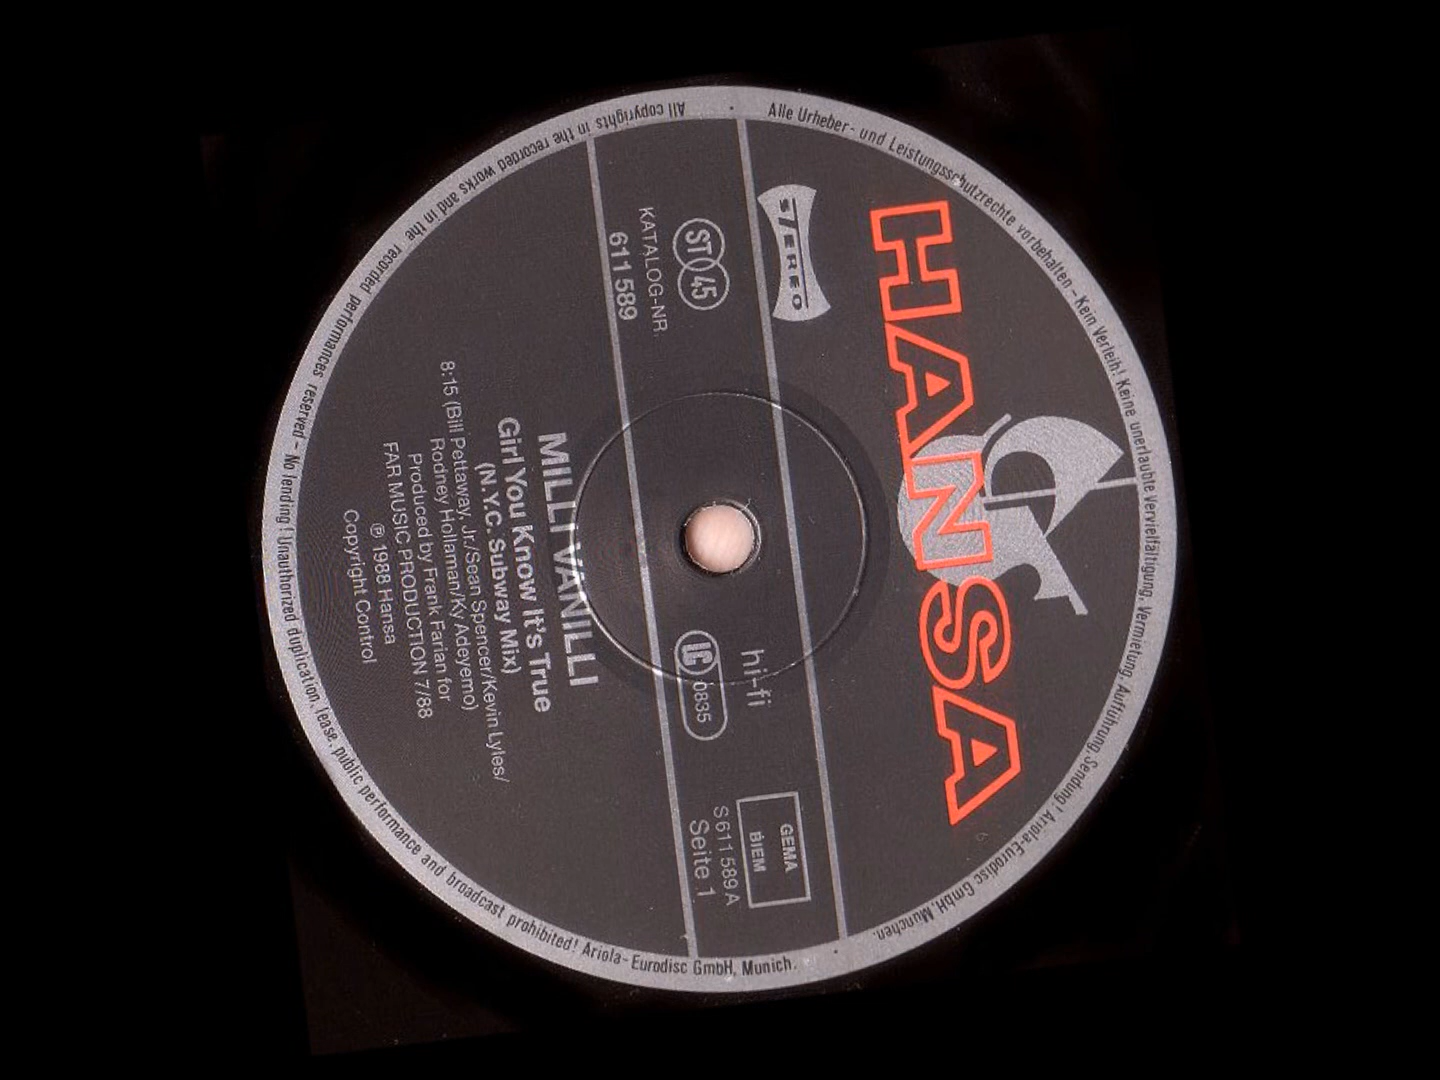 HANSA
STEREO
hi-fi
GEMA
BIEM
ST 45
LC 0835
KATALOG-NR.
611 589
S 611 589 A
Seite 1
MILLI VANILLI
Girl You Know It's True
(N.Y.C. Subway Mix)
8:15 (Bill Pettaway, Jr./Sean Spencer/Kevin Lyles/
Rodney Hollaman/Ky Adeyemo)
Produced by Frank Farian for
FAR MUSIC PRODUCTION 7/88
℗ 1988 Hansa
Copyright Control
Alle Urheber- und Leistungsschutzrechte vorbehalten – Kein Verleih! Keine unerlaubte Vervielfältigung, Vermietung, Aufführung, Sendung! Ariola-Eurodisc GmbH, München.
All copyrights in the recorded works and in the recorded performances reserved – No lending! Unauthorized duplication, lease, public performance and broadcast prohibited! Ariola-Eurodisc GmbH, Munich.